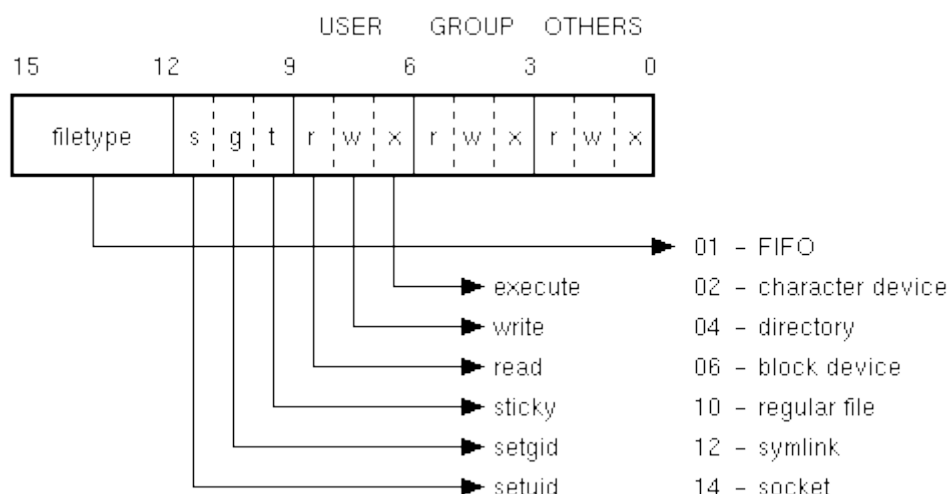 USER GROUP OTHERS
15 12 9 6 3 0
filetype s g t r w x r w x r w x
01 - FIFO
execute 02 - character device
write 04 - directory
read 06 - block device
sticky 10 - regular file
setgid 12 - symlink
setuid 14 - socket